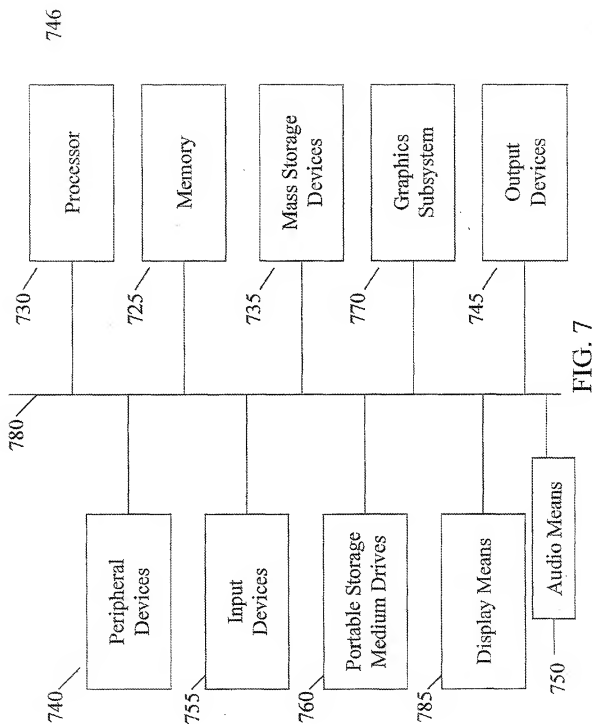 746
730
Processor
725
Memory
735
Mass Storage
Devices
770
Graphics
Subsystem
745
Output
Devices
780
740
Peripheral
Devices
755
Input
Devices
760
Portable Storage
Medium Drives
785
Display Means
750
Audio Means
FIG. 7